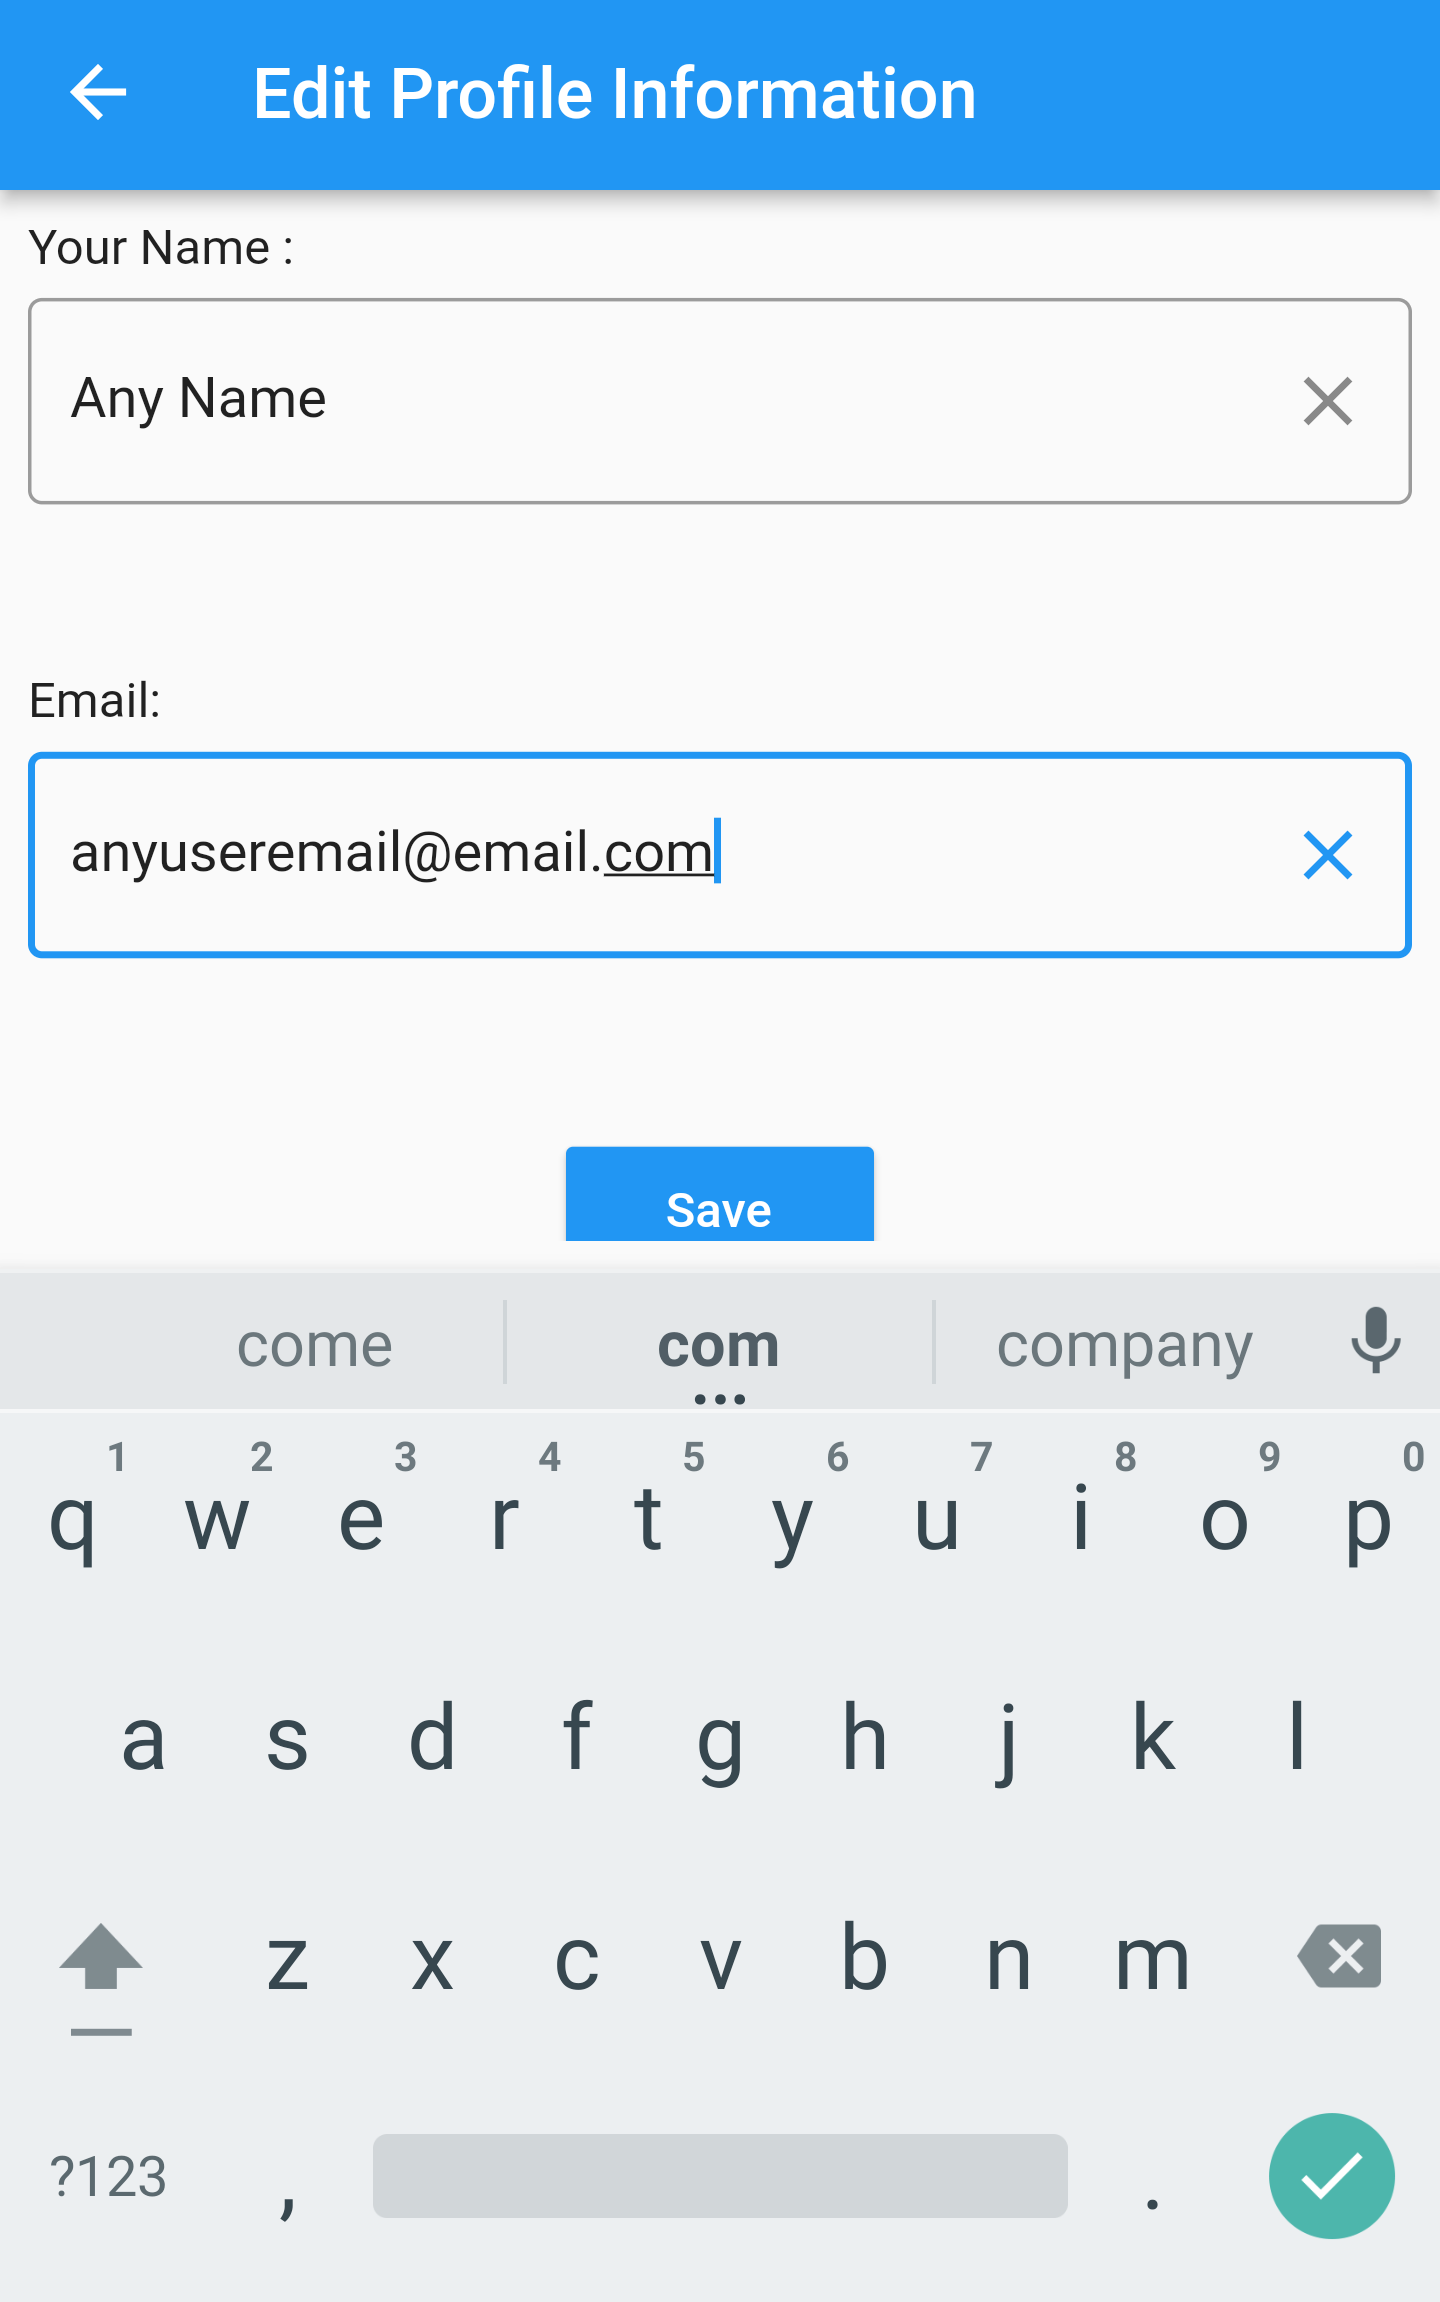 Edit Profile Information
Your Name :
Any Name
Email:
anyuseremail@email.com
Save
come com company
1 2 3 4 5 6 7 8 9 0
q w e r t y u i o p
a s d f g h j k l
z x c v b n m
?123 , .